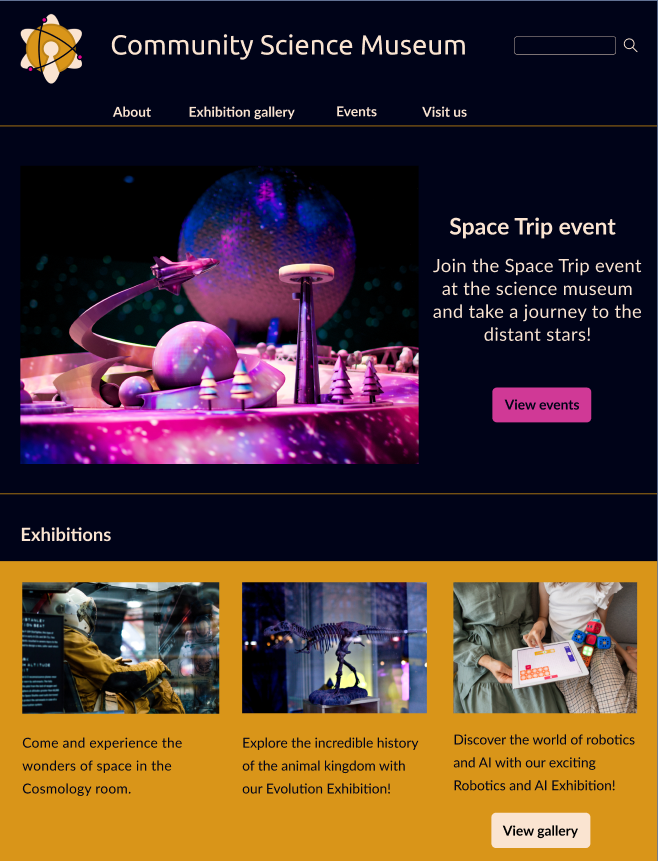 Community Science Museum
About
Exhibition gallery
Events
Visit us
Space Trip event
Join the Space Trip event
at the science museum
and take a journey to the
distant stars!
View events
Exhibitions
Come and experience the
wonders of space in the
Cosmology room.
Explore the incredible history
of the animal kingdom with
our Evolution Exhibition!
Discover the world of robotics
and AI with our exciting
Robotics and AI Exhibition!
View gallery